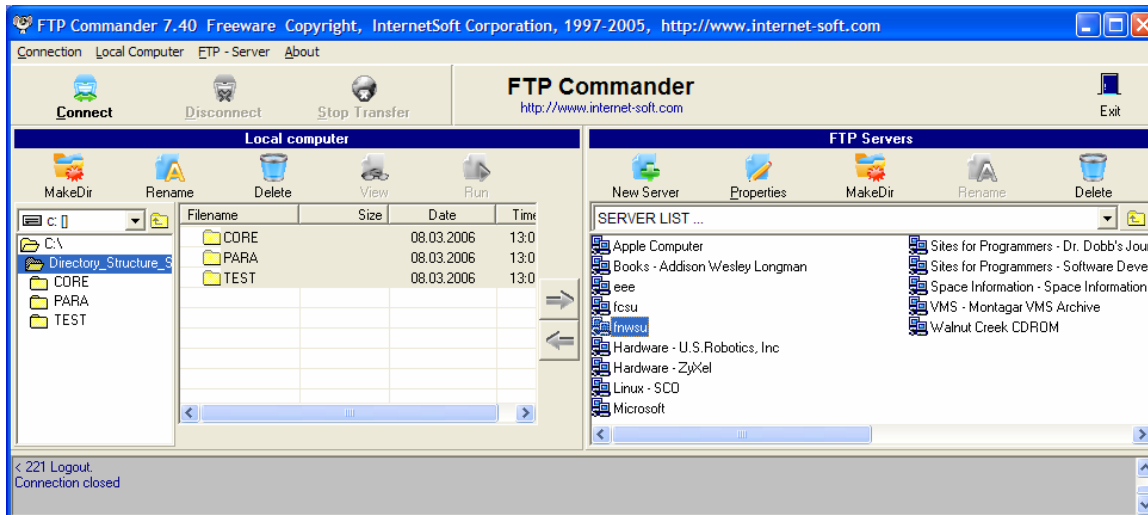 FTP Commander 7.40 Freeware Copyright, InternetSoft Corporation, 1997-2005, http://www.internet-soft.com
Connection Local Computer FTP - Server About
Connect Disconnect Stop Transfer
FTP Commander
http://www.internet-soft.com
Exit
Local computer
MakeDir Rename Delete View Run
c: []
C:\
Directory_Structure_S
CORE
PARA
TEST
Filename Size Date Time
CORE 08.03.2006 13:0
PARA 08.03.2006 13:0
TEST 08.03.2006 13:0
FTP Servers
New Server Properties MakeDir Rename Delete
SERVER LIST ...
Apple Computer
Books - Addison Wesley Longman
eee
fcsu
fnwsu
Hardware - U.S.Robotics, Inc
Hardware - ZyXel
Linux - SCO
Microsoft
Sites for Programmers - Dr. Dobb's Jou
Sites for Programmers - Software Deve
Space Information - Space Information
VMS - Montagar VMS Archive
Walnut Creek CDROM
< 221 Logout.
Connection closed